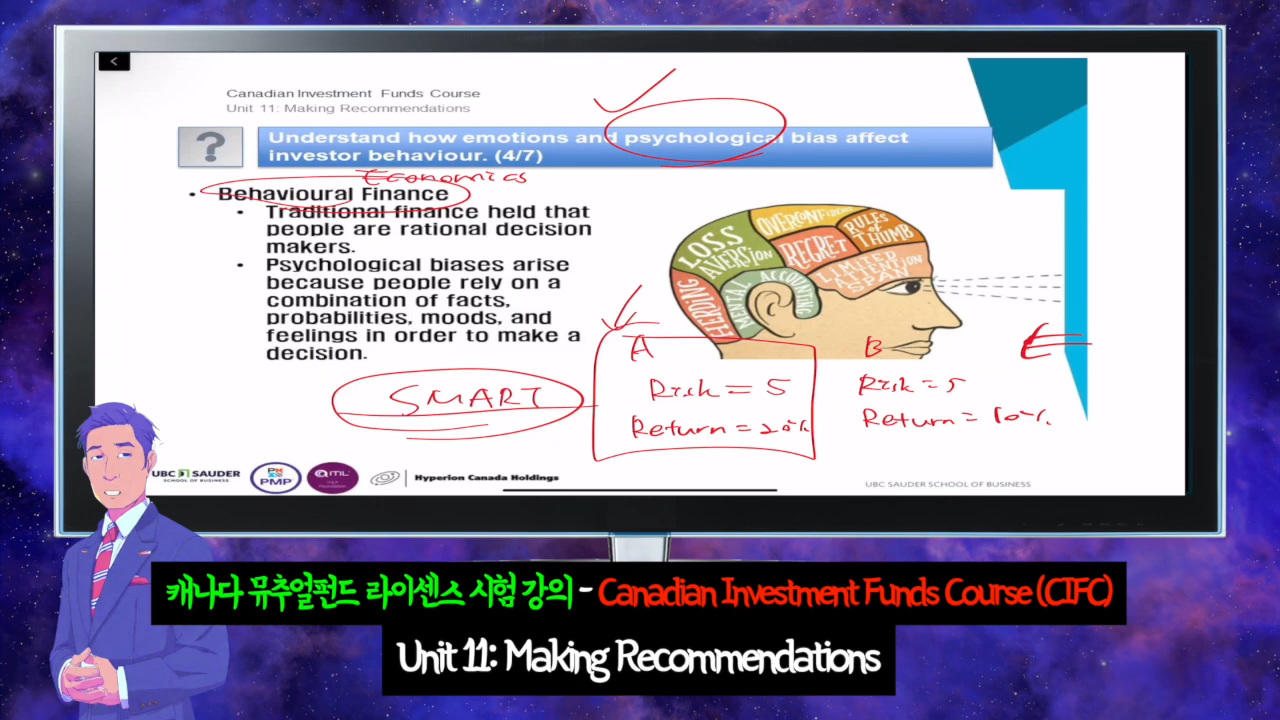 Canadian Investment Funds Course
Unit 11: Making Recommendations
?
Understand how emotions and psychological bias affect
investor behaviour. (4/7)
Economics
• Behavioural Finance
• Traditional finance held that
people are rational decision
makers.
• Psychological biases arise
because people rely on a
combination of facts,
probabilities, moods, and
feelings in order to make a
decision.
LOSS
AVERSION
OVERCONFIDENCE
REGRET
RULES
of
THUMB
LIMITED
ATTENTION
SPAN
HERDING
MENTAL
ACCOUNTING
SMART
A
Risk = 5
Return = 20%
B
Risk = 5
Return = 10%
UBC SAUDER
SCHOOL OF BUSINESS
PMP
ITIL
Foundation
Hyperion Canada Holdings
UBC SAUDER SCHOOL OF BUSINESS
캐나다 뮤추얼펀드 라이센스 시험 강의 - Canadian Investment Funds Course (CIFC)
Unit 11: Making Recommendations